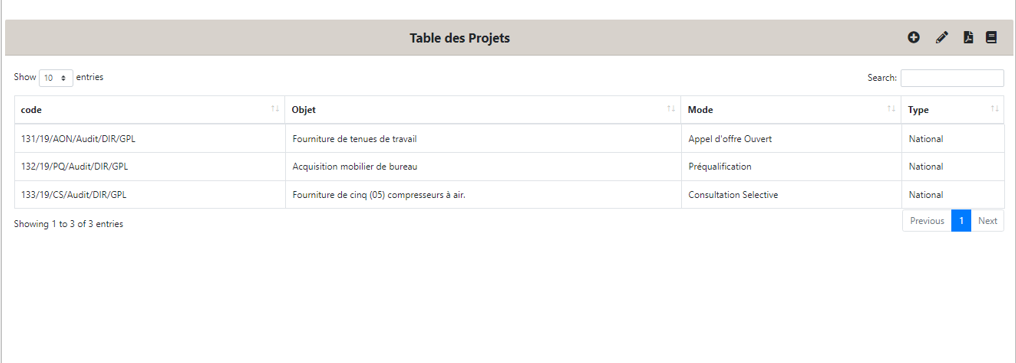 Table des Projets
Show 10 entries
Search:
code Objet Mode Type
131/19/AON/Audit/DIR/GPL Fourniture de tenues de travail Appel d'offre Ouvert National
132/19/PQ/Audit/DIR/GPL Acquisition mobilier de bureau Préqualification National
133/19/CS/Audit/DIR/GPL Fourniture de cinq (05) compresseurs à air. Consultation Selective National
Showing 1 to 3 of 3 entries
Previous 1 Next